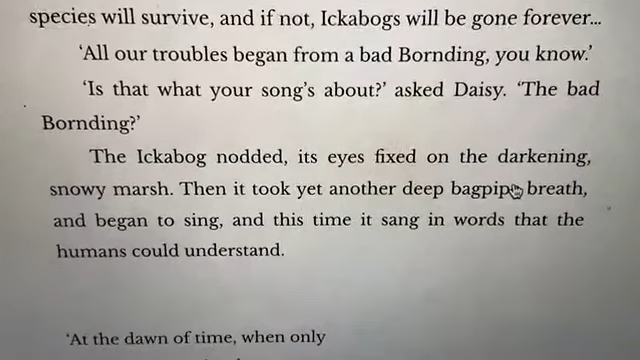 species will survive, and if not, Ickabogs will be gone forever...
‘All our troubles began from a bad Bornding, you know.’
‘Is that what your song’s about?’ asked Daisy. ‘The bad
Bornding?’
The Ickabog nodded, its eyes fixed on the darkening,
snowy marsh. Then it took yet another deep bagpipe breath,
and began to sing, and this time it sang in words that the
humans could understand.
‘At the dawn of time, when only